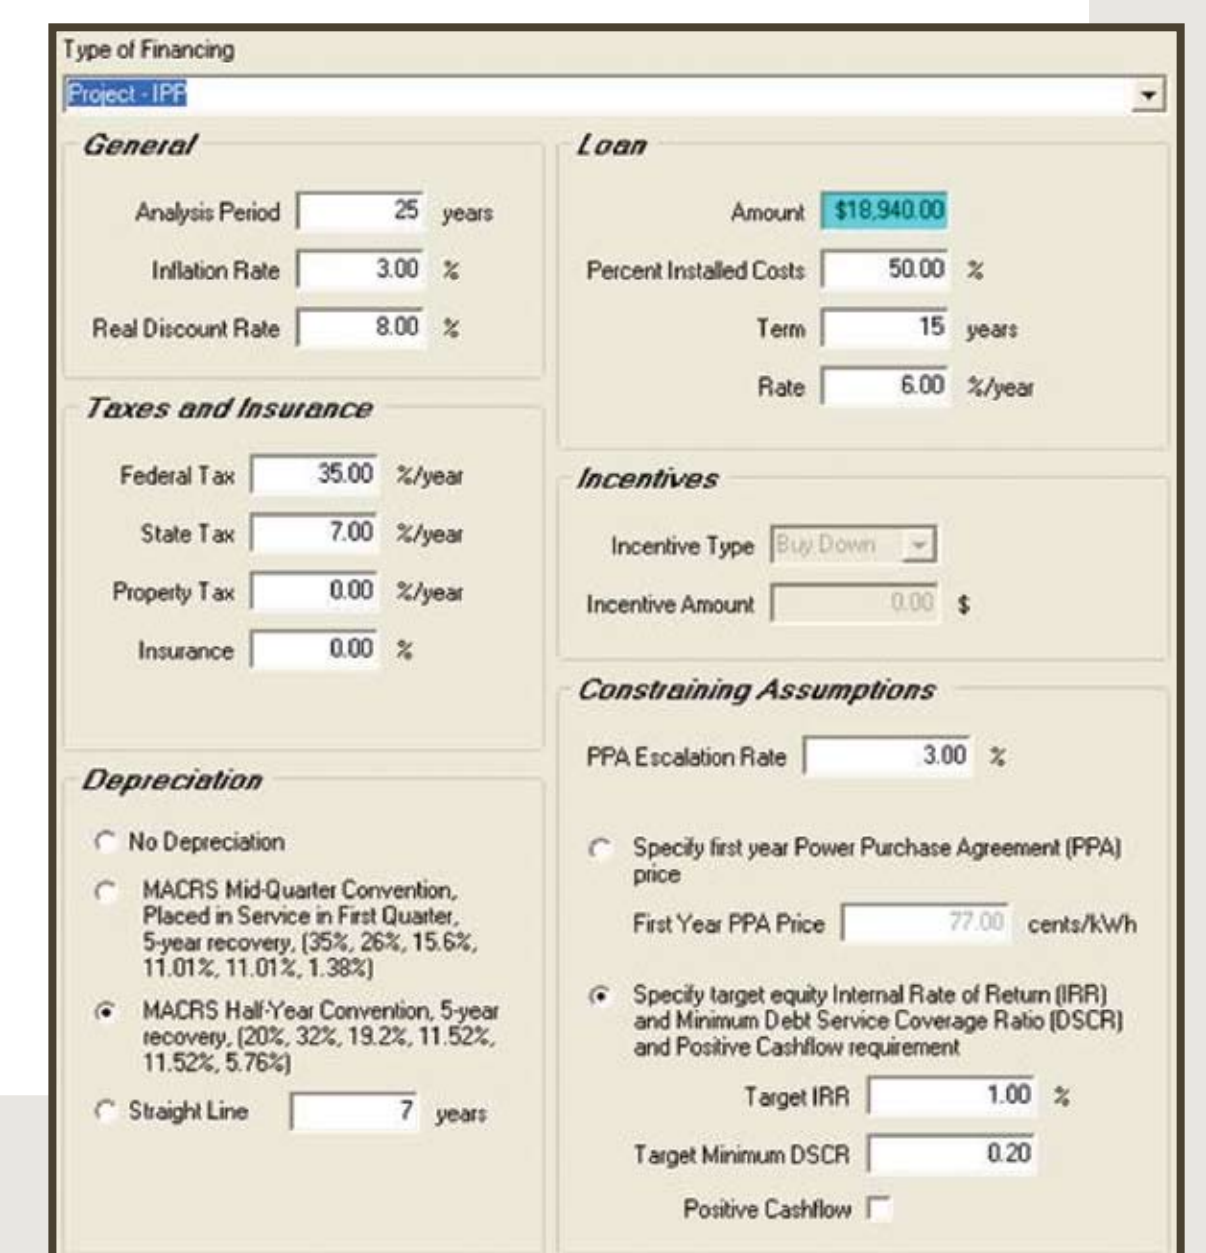 Type of Financing
Project - IPP
General
Analysis Period 25 years
Inflation Rate 3.00 %
Real Discount Rate 8.00 %
Taxes and Insurance
Federal Tax 35.00 %/year
State Tax 7.00 %/year
Property Tax 0.00 %/year
Insurance 0.00 %
Depreciation
No Depreciation
MACRS Mid-Quarter Convention,
Placed in Service in First Quarter,
5-year recovery, (35%, 26%, 15.6%,
11.01%, 11.01%, 1.38%)
MACRS Half-Year Convention, 5-year
recovery, (20%, 32%, 19.2%, 11.52%,
11.52%, 5.76%)
Straight Line 7 years
Loan
Amount $18,940.00
Percent Installed Costs 50.00 %
Term 15 years
Rate 6.00 %/year
Incentives
Incentive Type Buy Down
Incentive Amount 0.00 $
Constraining Assumptions
PPA Escalation Rate 3.00 %
Specify first year Power Purchase Agreement (PPA)
price
First Year PPA Price 77.00 cents/kWh
Specify target equity Internal Rate of Return (IRR)
and Minimum Debt Service Coverage Ratio (DSCR)
and Positive Cashflow requirement
Target IRR 1.00 %
Target Minimum DSCR 0.20
Positive Cashflow